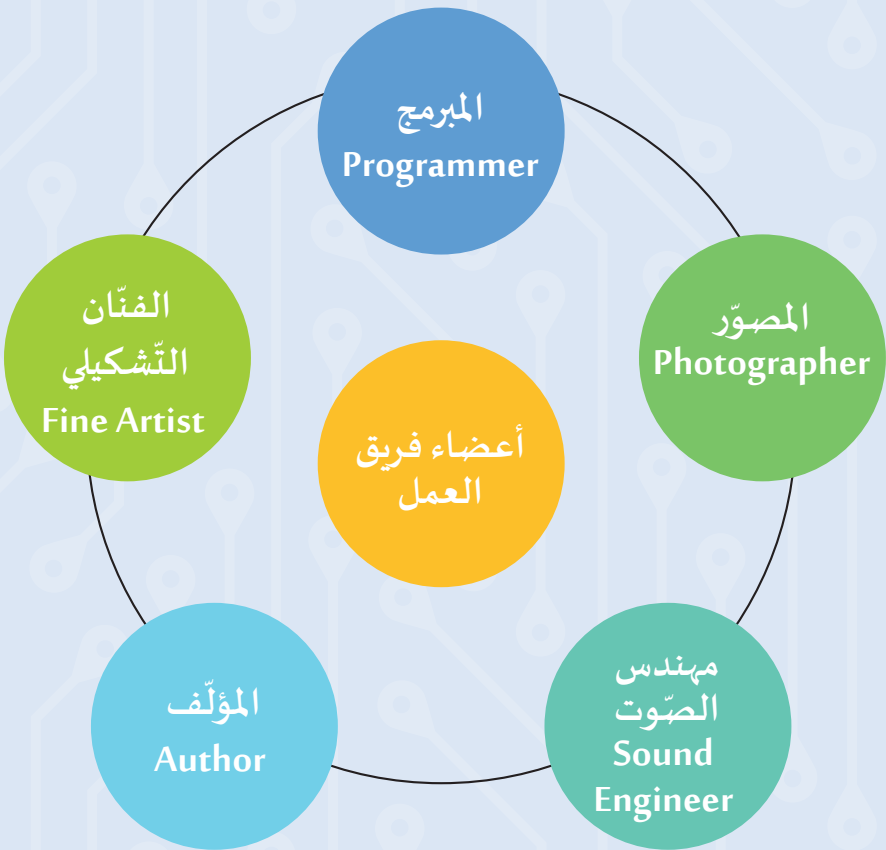 المبرمج
Programmer
المصوّر
Photographer
الفنّان
التّشكيلي
Fine Artist
أعضاء فريق
العمل
مهندس
الصّوت
Sound
Engineer
المؤلّف
Author